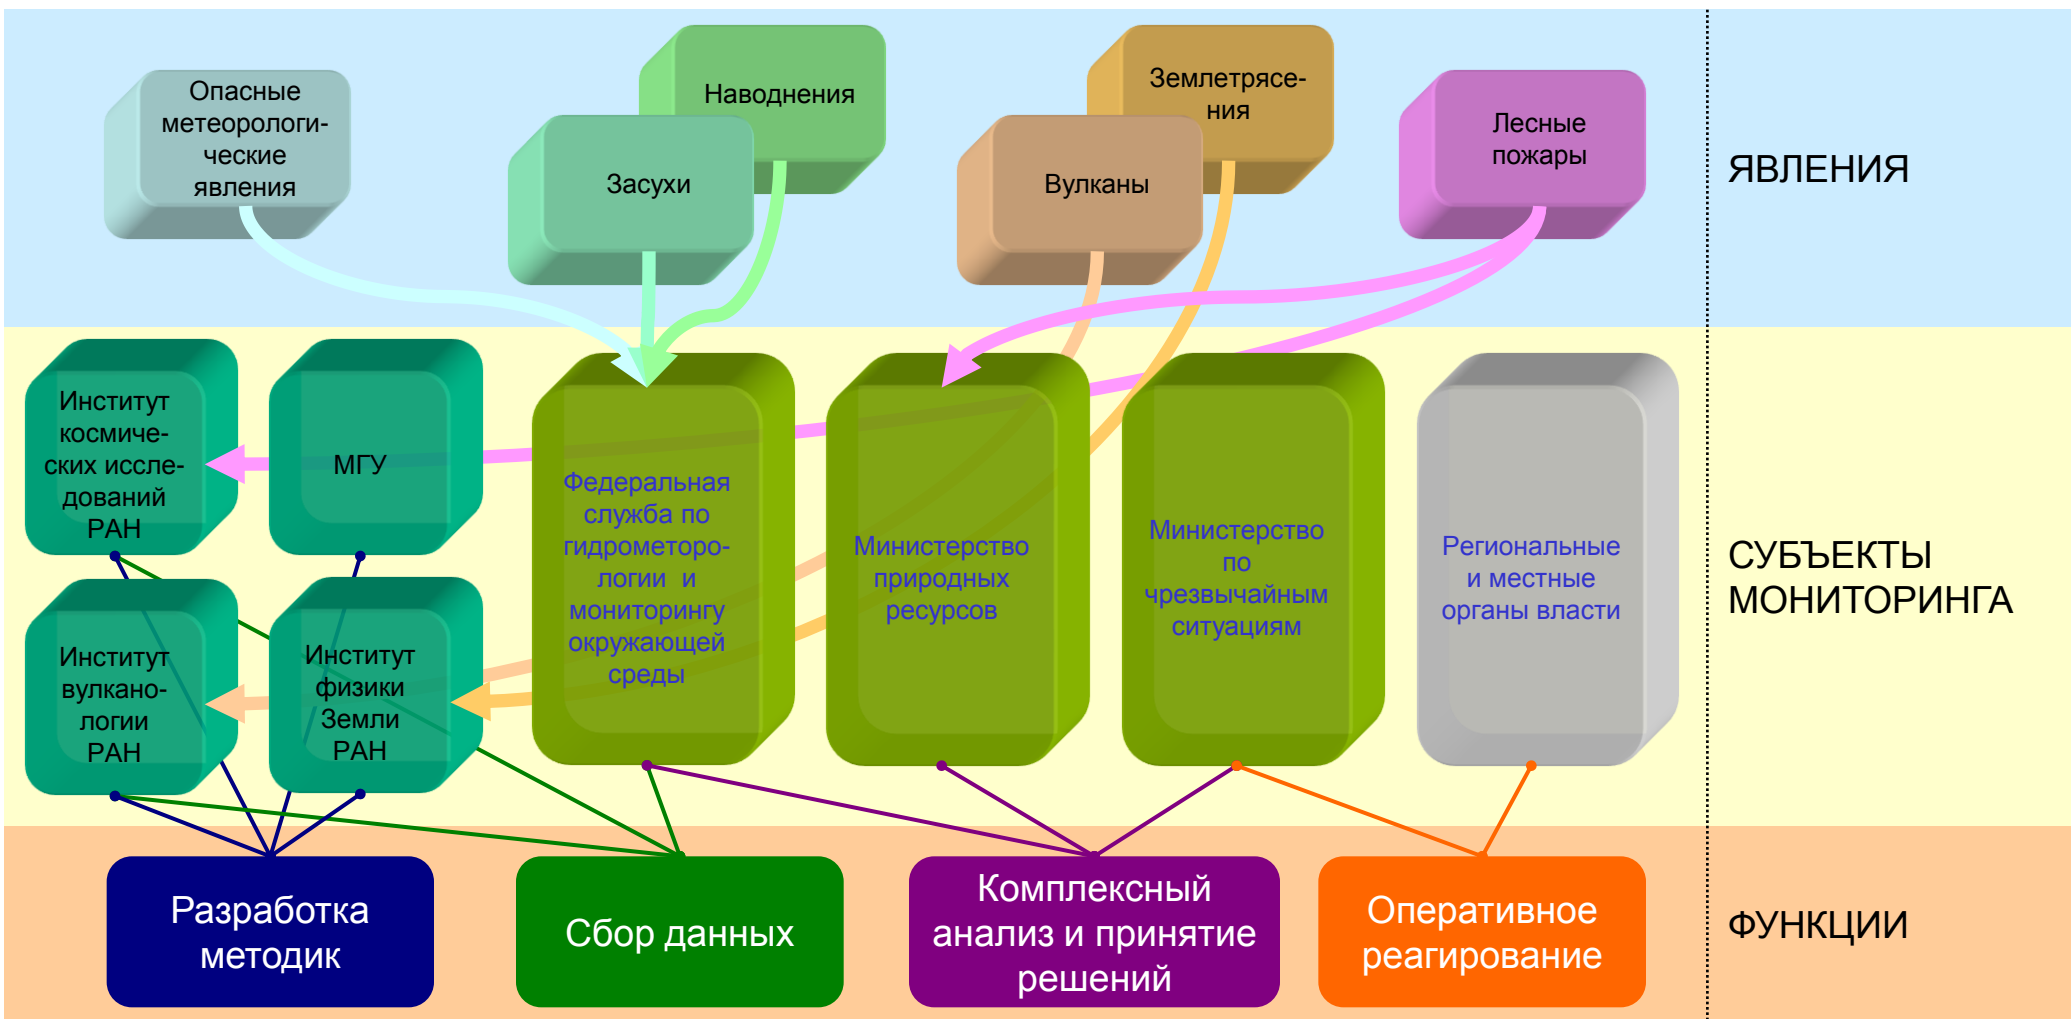 Опасные
метеорологи-
ческие
явления
Наводнения
Засухи
Землетрясе-
ния
Вулканы
Лесные
пожары
ЯВЛЕНИЯ
Институт
космиче-
ских иссле-
дований
РАН
МГУ
Институт
вулкано-
логии
РАН
Институт
физики
Земли
РАН
Федеральная
служба по
гидрометоро-
логии и
мониторингу
окружающей
среды
Министерство
природных
ресурсов
Министерство
по
чрезвычайным
ситуациям
Региональные
и местные
органы власти
СУБЪЕКТЫ
МОНИТОРИНГА
Разработка
методик
Сбор данных
Комплексный
анализ и принятие
решений
Оперативное
реагирование
ФУНКЦИИ